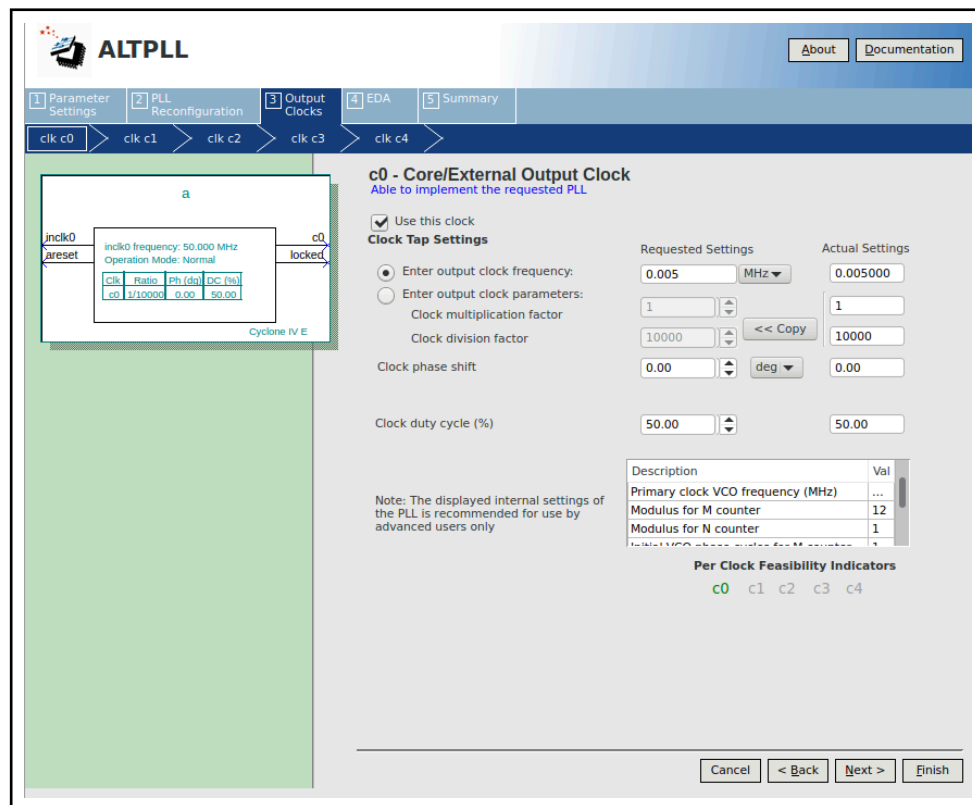 ALTPLL
About
Documentation
1 Parameter Settings
2 PLL Reconfiguration
3 Output Clocks
4 EDA
5 Summary
clk c0
clk c1
clk c2
clk c3
clk c4
a
inclk0
areset
c0
locked
inclk0 frequency: 50.000 MHz
Operation Mode: Normal
Clk Ratio Ph (dg) DC (%)
c0 1/10000 0.00 50.00
Cyclone IV E
c0 - Core/External Output Clock
Able to implement the requested PLL
Use this clock
Clock Tap Settings
Requested Settings
Actual Settings
Enter output clock frequency:
0.005
MHz
0.005000
Enter output clock parameters:
Clock multiplication factor
1
1
<< Copy
Clock division factor
10000
10000
Clock phase shift
0.00
deg
0.00
Clock duty cycle (%)
50.00
50.00
Note: The displayed internal settings of
the PLL is recommended for use by
advanced users only
Description Val
Primary clock VCO frequency (MHz) ...
Modulus for M counter 12
Modulus for N counter 1
Per Clock Feasibility Indicators
c0 c1 c2 c3 c4
Cancel
< Back
Next >
Finish